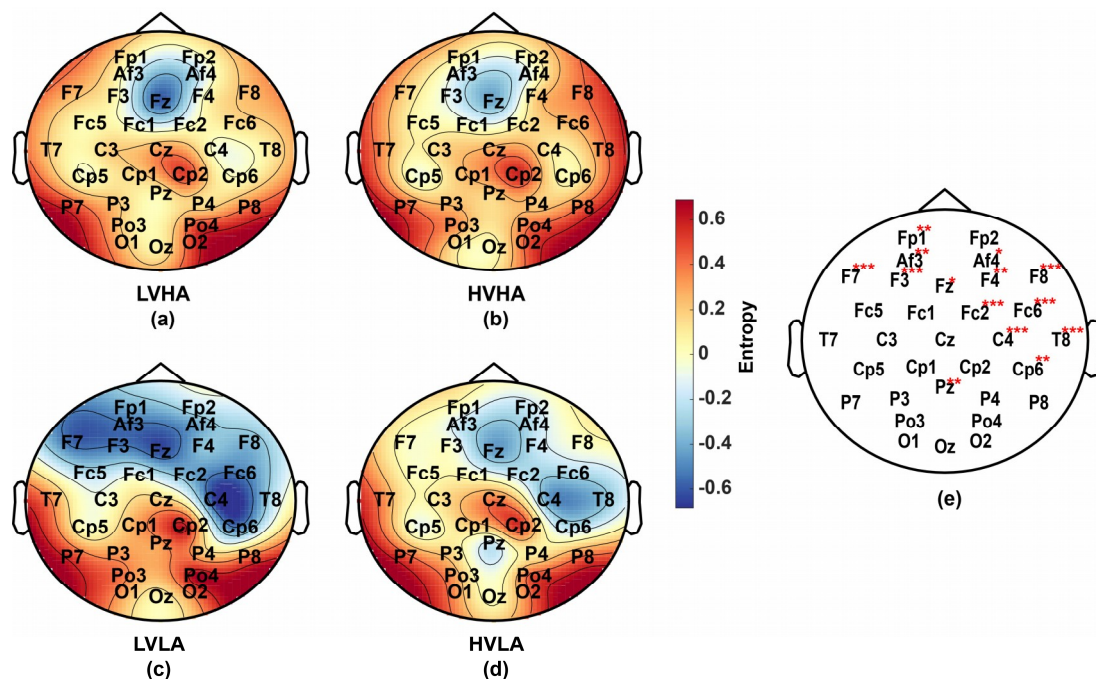 Fp1 Fp2
Af3 Af4
F7 F3 Fz F4 F8
Fc5 Fc1 Fc2 Fc6
T7 C3 Cz C4 T8
Cp5 Cp1 Cp2 Cp6
Pz
P7 P3 P4 P8
Po3 Po4
O1 Oz O2
LVHA
(a)
Fp1 Fp2
Af3 Af4
F7 F3 Fz F4 F8
Fc5 Fc1 Fc2 Fc6
T7 C3 Cz C4 T8
Cp5 Cp1 Cp2 Cp6
Pz
P7 P3 P4 P8
Po3 Po4
O1 Oz O2
HVHA
(b)
Fp1 Fp2
Af3 Af4
F7 F3 Fz F4 F8
Fc5 Fc1 Fc2 Fc6
T7 C3 Cz C4 T8
Cp5 Cp1 Cp2 Cp6
Pz
P7 P3 P4 P8
Po3 Po4
O1 Oz O2
LVLA
(c)
Fp1 Fp2
Af3 Af4
F7 F3 Fz F4 F8
Fc5 Fc1 Fc2 Fc6
T7 C3 Cz C4 T8
Cp5 Cp1 Cp2 Cp6
Pz
P7 P3 P4 P8
Po3 Po4
O1 Oz O2
HVLA
(d)
0.6
0.4
0.2
0
-0.2
-0.4
-0.6
Entropy
Fp1** Fp2
Af3** Af4*
F7*** F3*** Fz* F4** F8***
Fc5 Fc1 Fc2*** Fc6***
T7 C3 Cz C4*** T8***
Cp5 Cp1 Cp2 Cp6**
Pz**
P7 P3 P4 P8
Po3 Po4
O1 Oz O2
(e)